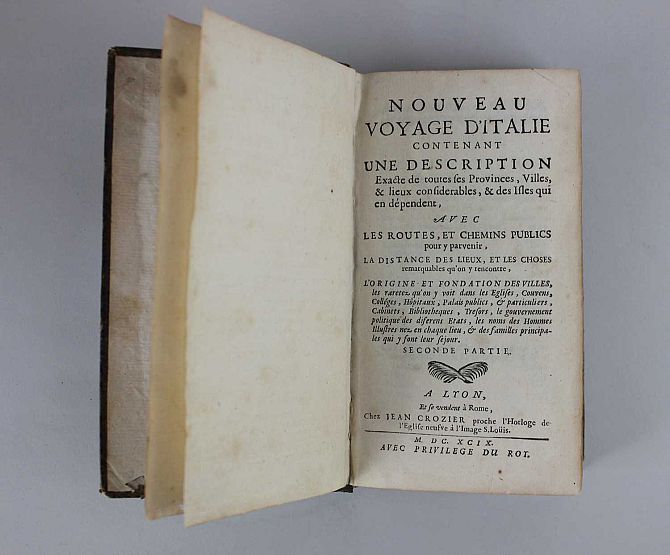 NOUVEAU
VOYAGE D'ITALIE
CONTENANT
UNE DESCRIPTION
Exacte de toutes ſes Provinces, Villes,
& lieux conſiderables, & des Iſles qui
en dépendent,
AVEC
LES ROUTES, ET CHEMINS PUBLICS
pour y parvenir,
LA DISTANCE DES LIEUX, ET LES CHOSES
remarquables qu'on y rencontre,
L'ORIGINE ET FONDATION DES VILLES,
les raretez qu'on y voit dans les Egliſes, Couvens,
Colléges, Hôpitaux, Palais publics, & particuliers,
Cabinets, Bibliotheques, Treſors, le gouvernement
politique des diferens Etats, les noms des Hommes
Illuſtres nez en chaque lieu, & des familles principa-
les qui y font leur ſejour.
SECONDE PARTIE.
A LYON,
Et ſe vendent à Rome,
Chez JEAN CROZIER proche l'Horloge de
l'Egliſe neufve à l'Image S. Loüis.
M. DC. XCIX.
AVEC PRIVILEGE DU ROY.